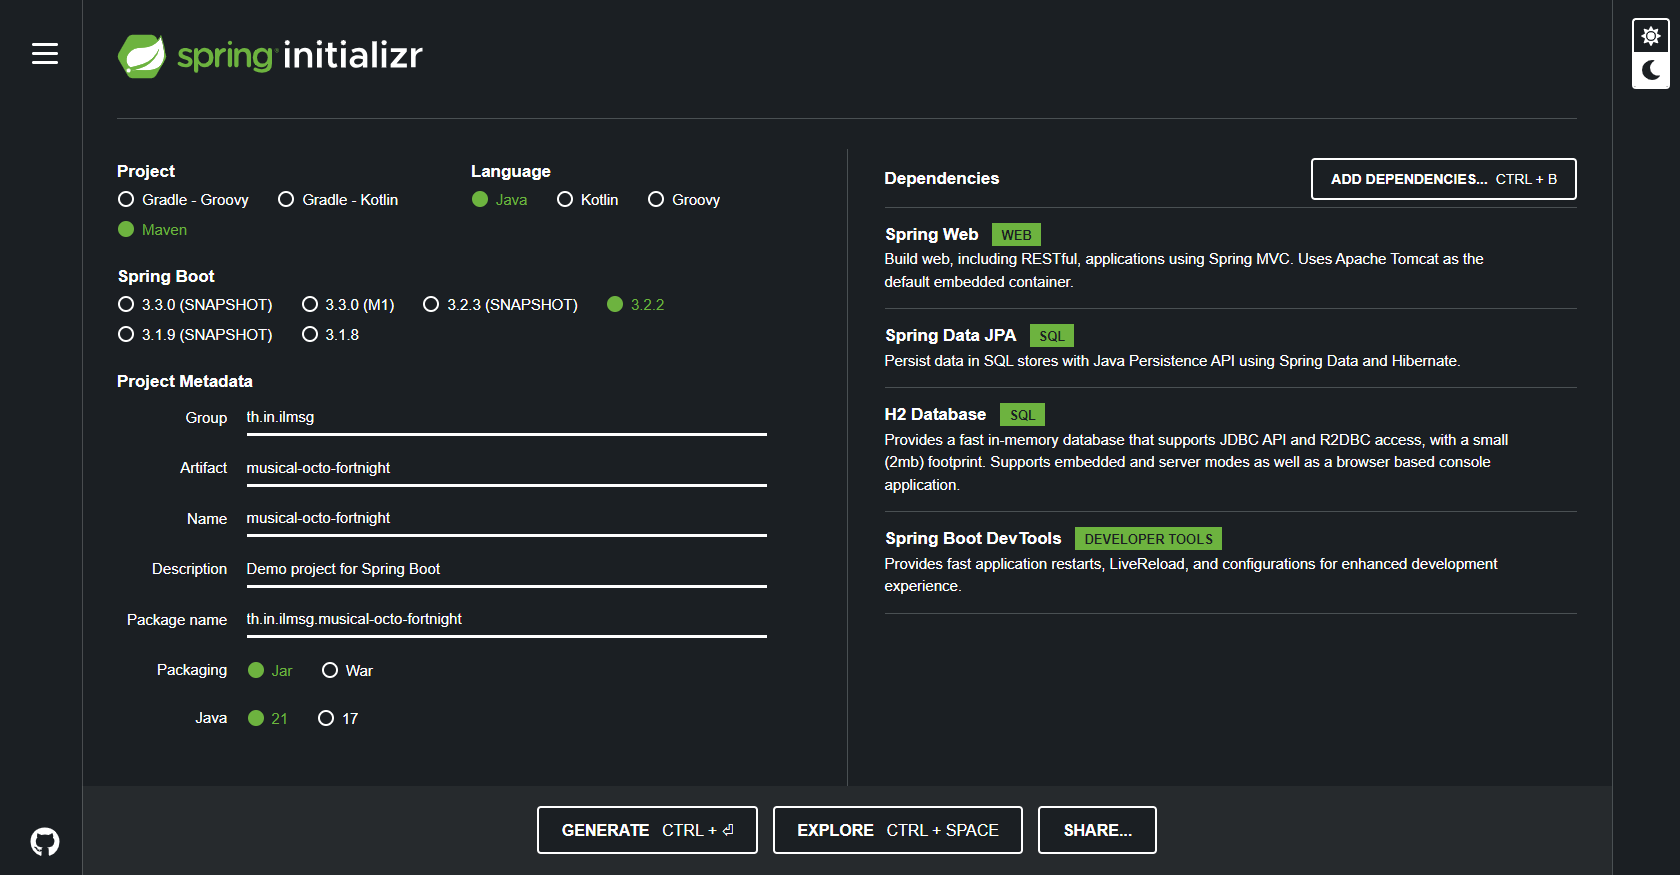 spring initializr
Project
Gradle - Groovy
Gradle - Kotlin
Maven
Language
Java
Kotlin
Groovy
Spring Boot
3.3.0 (SNAPSHOT)
3.3.0 (M1)
3.2.3 (SNAPSHOT)
3.2.2
3.1.9 (SNAPSHOT)
3.1.8
Project Metadata
Group th.in.ilmsg
Artifact musical-octo-fortnight
Name musical-octo-fortnight
Description Demo project for Spring Boot
Package name th.in.ilmsg.musical-octo-fortnight
Packaging Jar War
Java 21 17
Dependencies
ADD DEPENDENCIES... CTRL + B
Spring Web WEB
Build web, including RESTful, applications using Spring MVC. Uses Apache Tomcat as the
default embedded container.
Spring Data JPA SQL
Persist data in SQL stores with Java Persistence API using Spring Data and Hibernate.
H2 Database SQL
Provides a fast in-memory database that supports JDBC API and R2DBC access, with a small
(2mb) footprint. Supports embedded and server modes as well as a browser based console
application.
Spring Boot DevTools DEVELOPER TOOLS
Provides fast application restarts, LiveReload, and configurations for enhanced development
experience.
GENERATE CTRL + ⏎
EXPLORE CTRL + SPACE
SHARE...